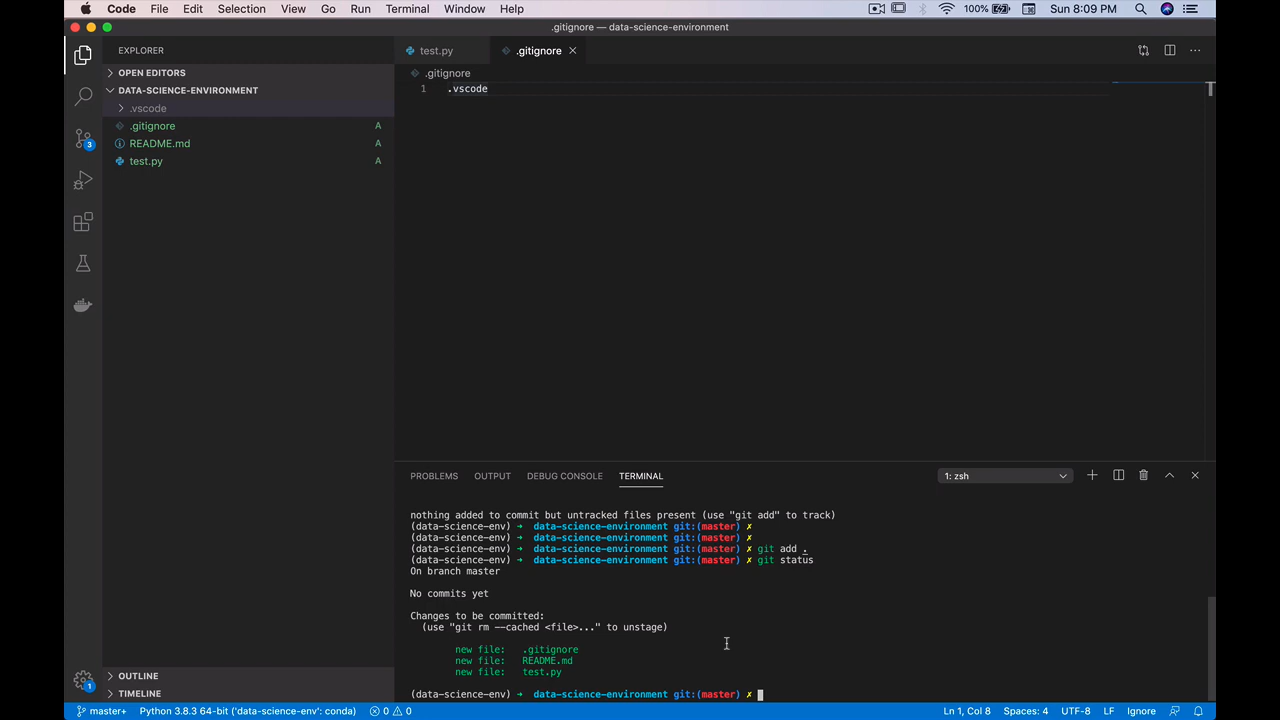 Code File Edit Selection View Go Run Terminal Window Help 100% Sun 8:09 PM
.gitignore — data-science-environment
EXPLORER
OPEN EDITORS
DATA-SCIENCE-ENVIRONMENT
.vscode
.gitignore A
README.md A
test.py A
3
OUTLINE
TIMELINE
1
test.py .gitignore
.gitignore
1 .vscode
PROBLEMS OUTPUT DEBUG CONSOLE TERMINAL 1: zsh
nothing added to commit but untracked files present (use "git add" to track)
(data-science-env) ➜ data-science-environment git:(master) ✗
(data-science-env) ➜ data-science-environment git:(master) ✗
(data-science-env) ➜ data-science-environment git:(master) ✗ git add .
(data-science-env) ➜ data-science-environment git:(master) ✗ git status
On branch master
No commits yet
Changes to be committed:
(use "git rm --cached <file>..." to unstage)
new file: .gitignore
new file: README.md
new file: test.py
(data-science-env) ➜ data-science-environment git:(master) ✗
master+ Python 3.8.3 64-bit ('data-science-env': conda) 0 0 Ln 1, Col 8 Spaces: 4 UTF-8 LF Ignore